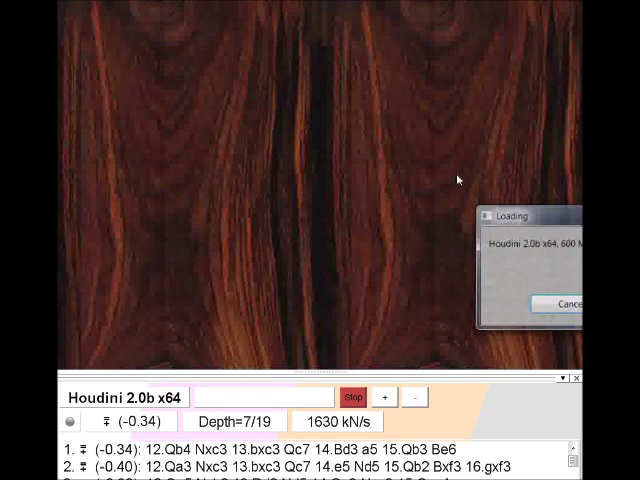 Loading
Houdini 2.0b x64, 600
Houdini 2.0b x64
Stop + -
(-0.34) Depth=7/19 1630 kN/s
1. ⩱ (-0.34): 12.Qb4 Nxc3 13.bxc3 Qc7 14.Bd3 a5 15.Qb3 Be6
2. ⩱ (-0.40): 12.Qa3 Nxc3 13.bxc3 Qc7 14.e5 Nd5 15.Qb2 Bxf3 16.gxf3